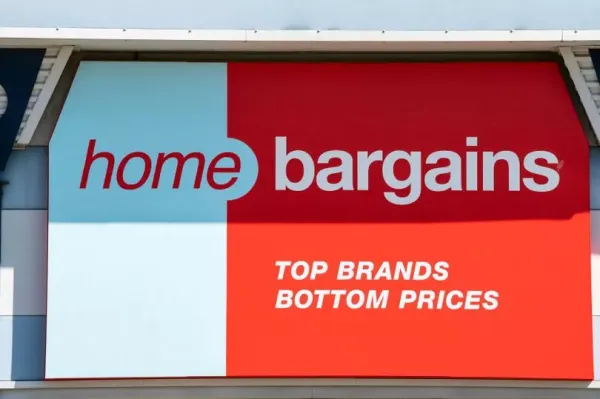 home bargains
TOP BRANDS
BOTTOM PRICES